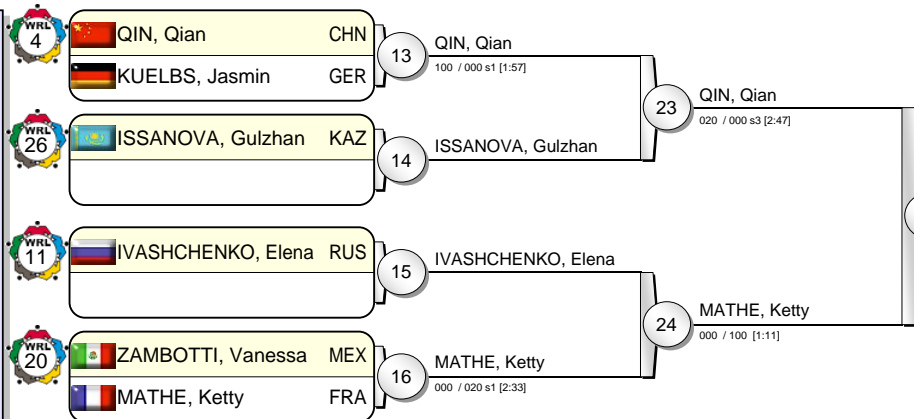 WRL
4
QIN, Qian CHN
KUELBS, Jasmin GER
13
QIN, Qian
100 / 000 s1 [1:57]
23
QIN, Qian
020 / 000 s3 [2:47]
WRL
26
ISSANOVA, Gulzhan KAZ
14
ISSANOVA, Gulzhan
WRL
11
IVASHCHENKO, Elena RUS
15
IVASHCHENKO, Elena
24
MATHE, Ketty
000 / 100 [1:11]
WRL
20
ZAMBOTTI, Vanessa MEX
MATHE, Ketty FRA
16
MATHE, Ketty
000 / 020 s1 [2:33]